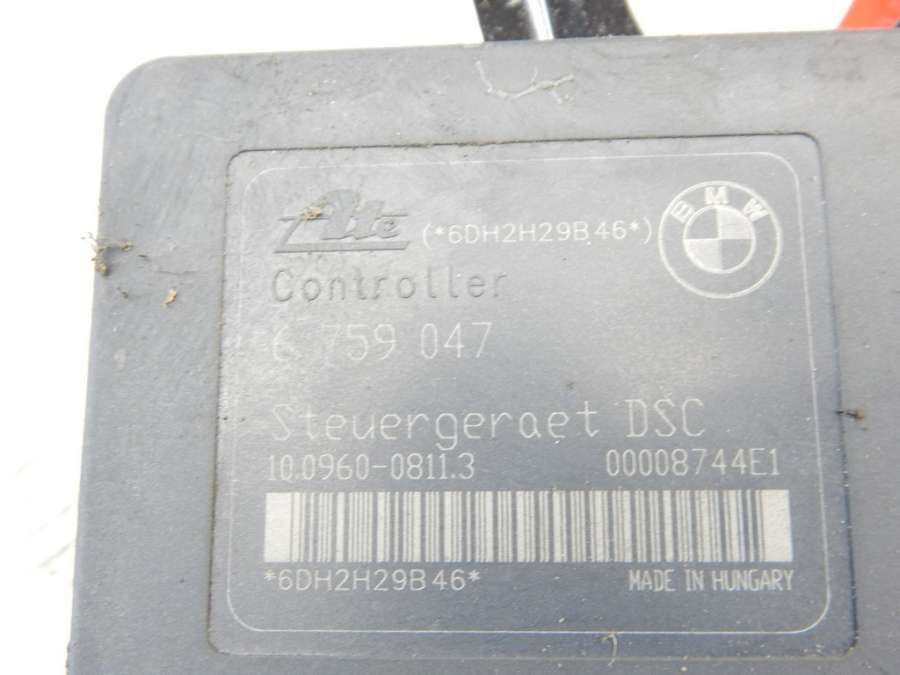 Ate (*6DH2H29B46*) BMW
Controller
6 759 047
Steuergeraet DSC
10.0960-0811.3 00008744E1
*6DH2H29B46* MADE IN HUNGARY